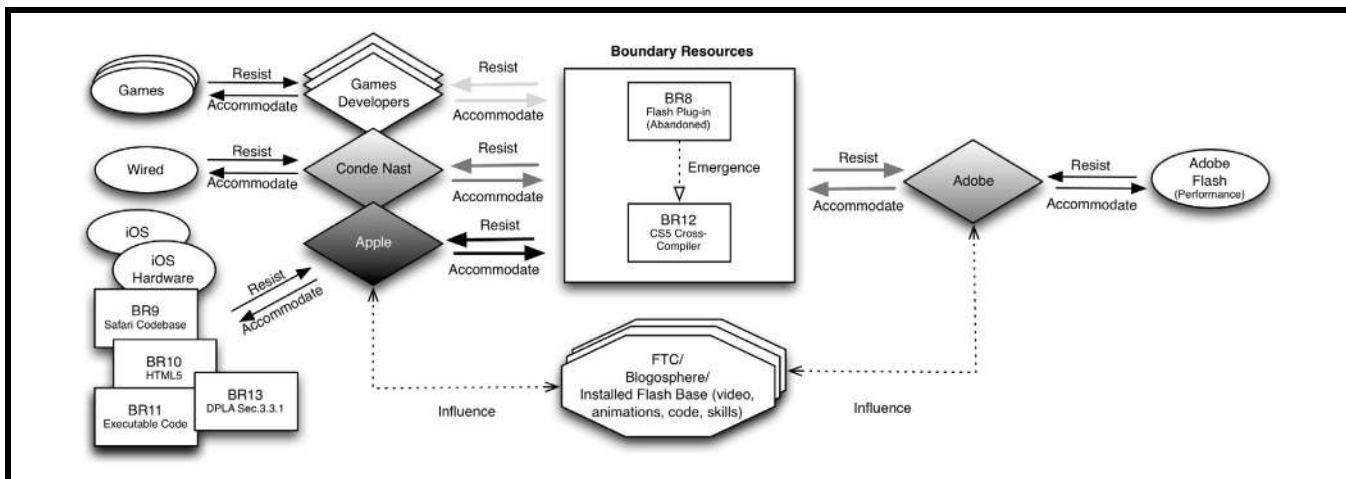 Boundary Resources
Games
Resist
Accommodate
Games
Developers
Resist
Accommodate
BR8
Flash Plug-in
(Abandoned)
Wired
Resist
Accommodate
Conde Nast
Resist
Accommodate
Emergence
Resist
Accommodate
Adobe
Resist
Accommodate
Adobe
Flash
(Performance)
iOS
iOS
Hardware
Resist
Accommodate
Apple
Resist
Accommodate
BR12
CS5 Cross-
Compiler
BR9
Safari Codebase
BR10
HTML5
BR13
DPLA Sec.3.3.1
BR11
Executable Code
Influence
FTC/
Blogosphere/
Installed Flash Base (video,
animations, code, skills)
Influence